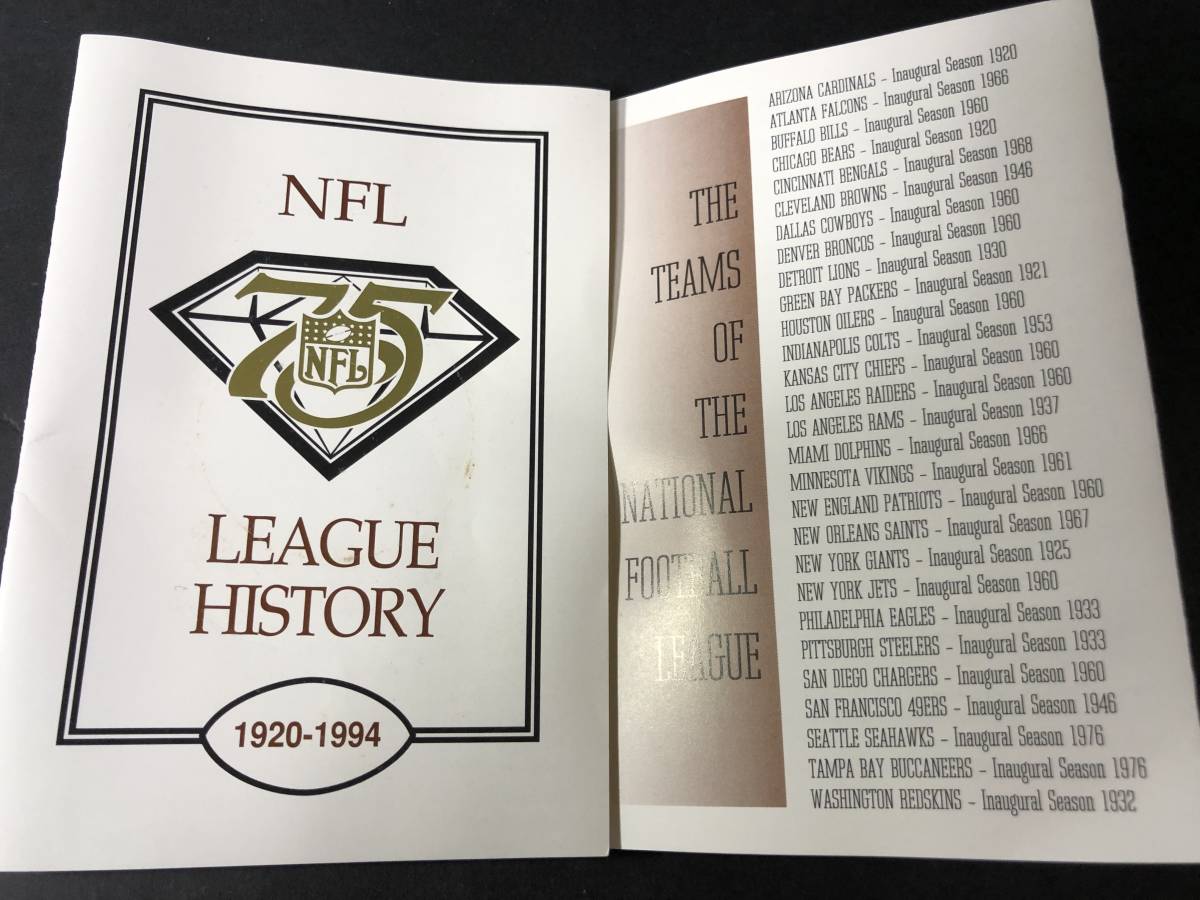 NFL
75
NFL
LEAGUE
HISTORY
1920-1994
THE
TEAMS
OF
THE
NATIONAL
FOOTBALL
LEAGUE
ARIZONA CARDINALS - Inaugural Season 1920
ATLANTA FALCONS - Inaugural Season 1966
BUFFALO BILLS - Inaugural Season 1960
CHICAGO BEARS - Inaugural Season 1920
CINCINNATI BENGALS - Inaugural Season 1968
CLEVELAND BROWNS - Inaugural Season 1946
DALLAS COWBOYS - Inaugural Season 1960
DENVER BRONCOS - Inaugural Season 1960
DETROIT LIONS - Inaugural Season 1930
GREEN BAY PACKERS - Inaugural Season 1921
HOUSTON OILERS - Inaugural Season 1960
INDIANAPOLIS COLTS - Inaugural Season 1953
KANSAS CITY CHIEFS - Inaugural Season 1960
LOS ANGELES RAIDERS - Inaugural Season 1960
LOS ANGELES RAMS - Inaugural Season 1937
MIAMI DOLPHINS - Inaugural Season 1966
MINNESOTA VIKINGS - Inaugural Season 1961
NEW ENGLAND PATRIOTS - Inaugural Season 1960
NEW ORLEANS SAINTS - Inaugural Season 1967
NEW YORK GIANTS - Inaugural Season 1925
NEW YORK JETS - Inaugural Season 1960
PHILADELPHIA EAGLES - Inaugural Season 1933
PITTSBURGH STEELERS - Inaugural Season 1933
SAN DIEGO CHARGERS - Inaugural Season 1960
SAN FRANCISCO 49ERS - Inaugural Season 1946
SEATTLE SEAHAWKS - Inaugural Season 1976
TAMPA BAY BUCCANEERS - Inaugural Season 1976
WASHINGTON REDSKINS - Inaugural Season 1932